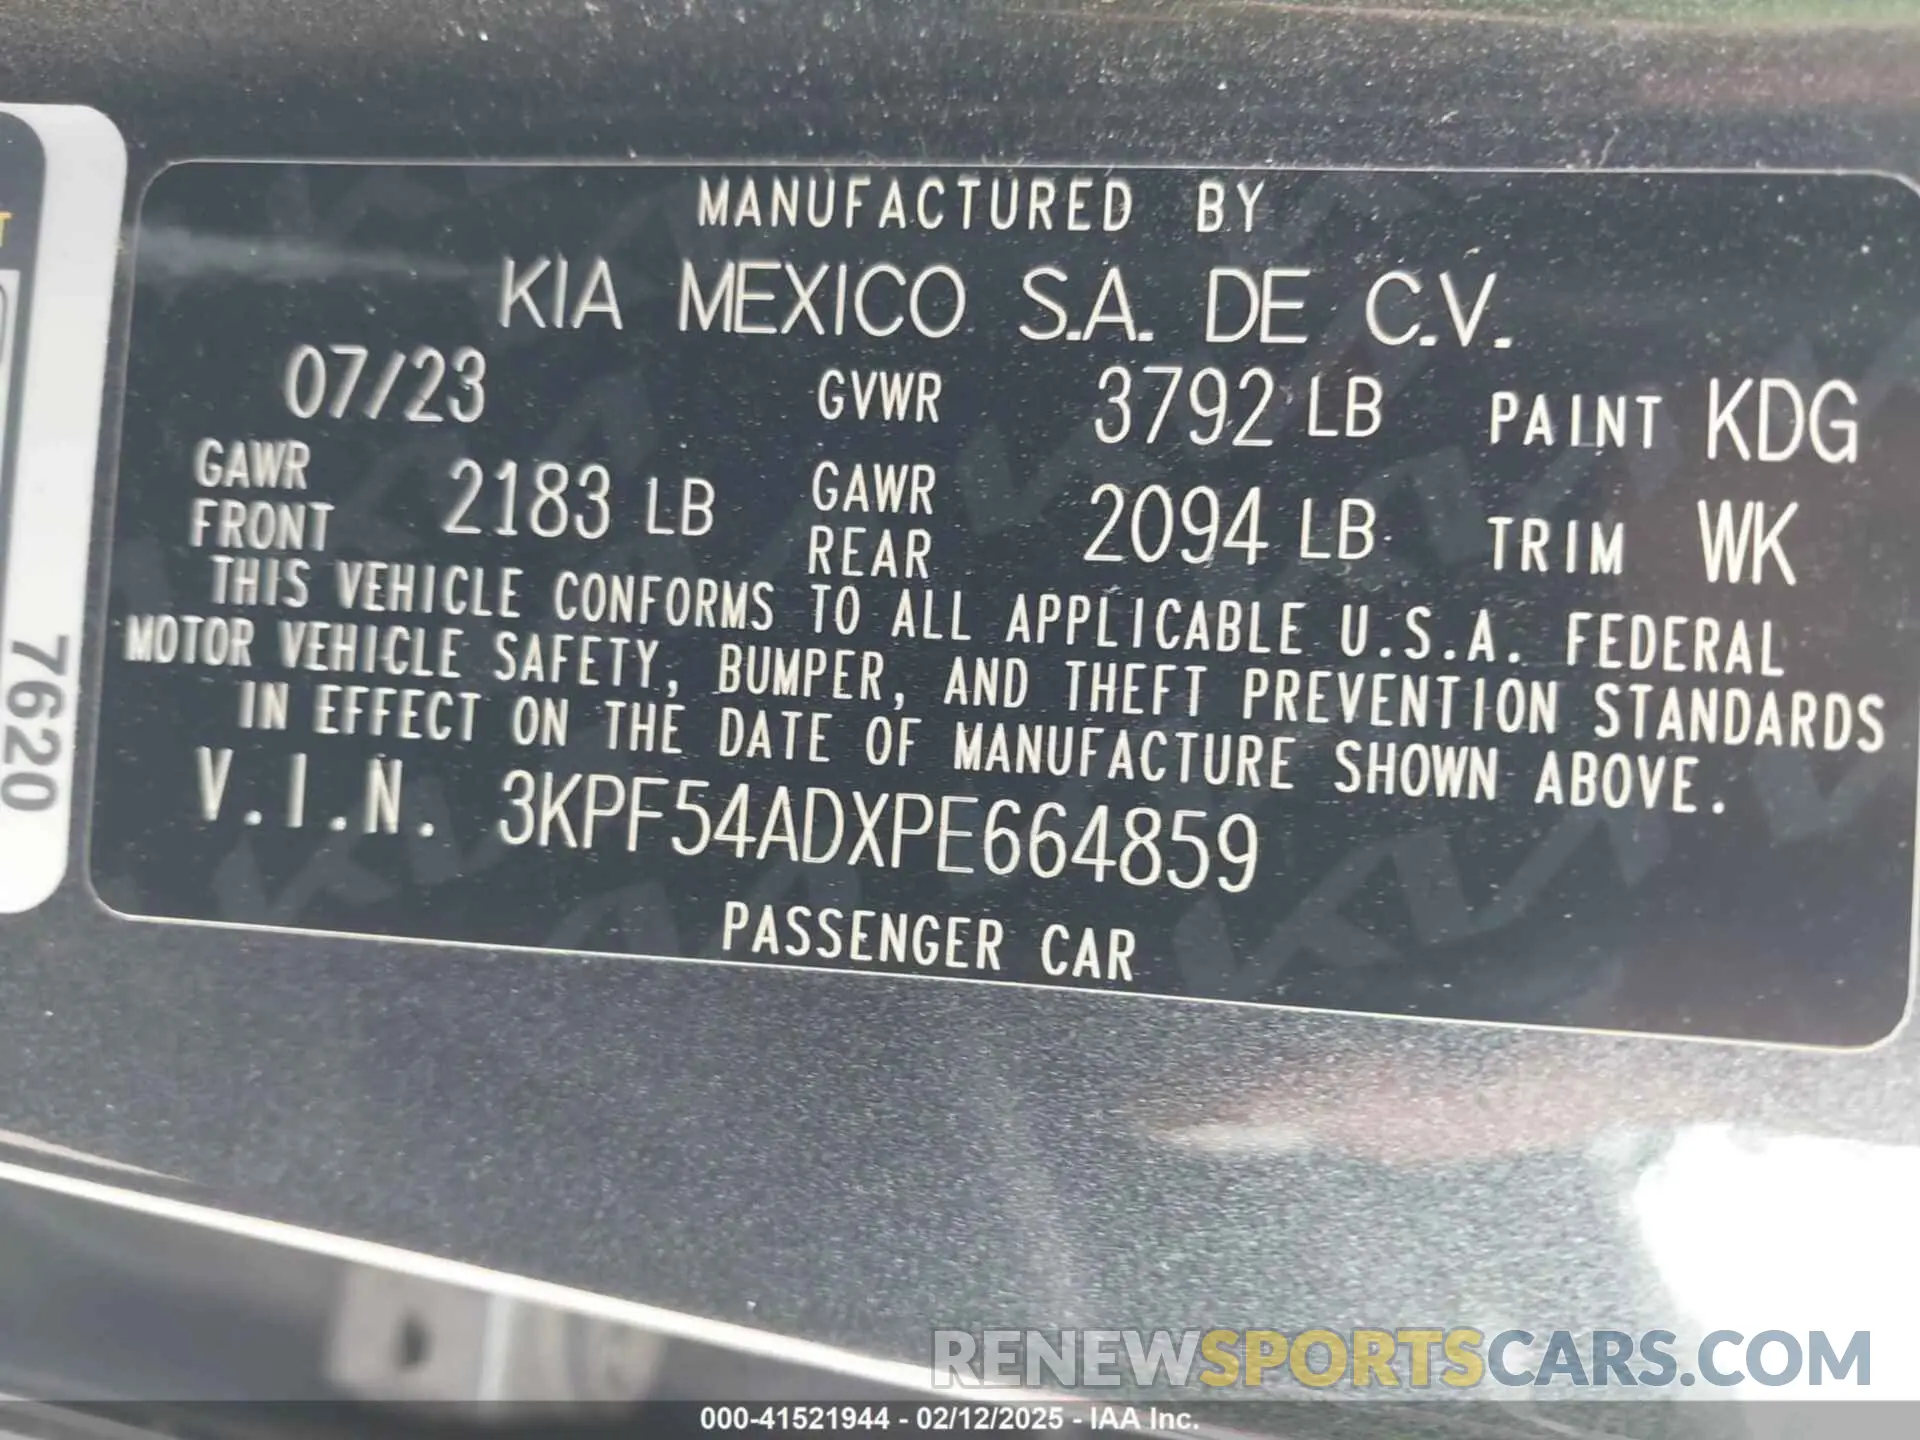 MANUFACTURED BY
KIA MEXICO S.A. DE C.V.
07/23 GVWR 3792 LB PAINT KDG
GAWR FRONT 2183 LB GAWR REAR 2094 LB TRIM WK
THIS VEHICLE CONFORMS TO ALL APPLICABLE U.S.A. FEDERAL
MOTOR VEHICLE SAFETY, BUMPER, AND THEFT PREVENTION STANDARDS
IN EFFECT ON THE DATE OF MANUFACTURE SHOWN ABOVE.
V.I.N. 3KPF54ADXPE664859
PASSENGER CAR
7620
T
RENEWSPORTSCARS.COM
000-41521944 - 02/12/2025 - IAA Inc.